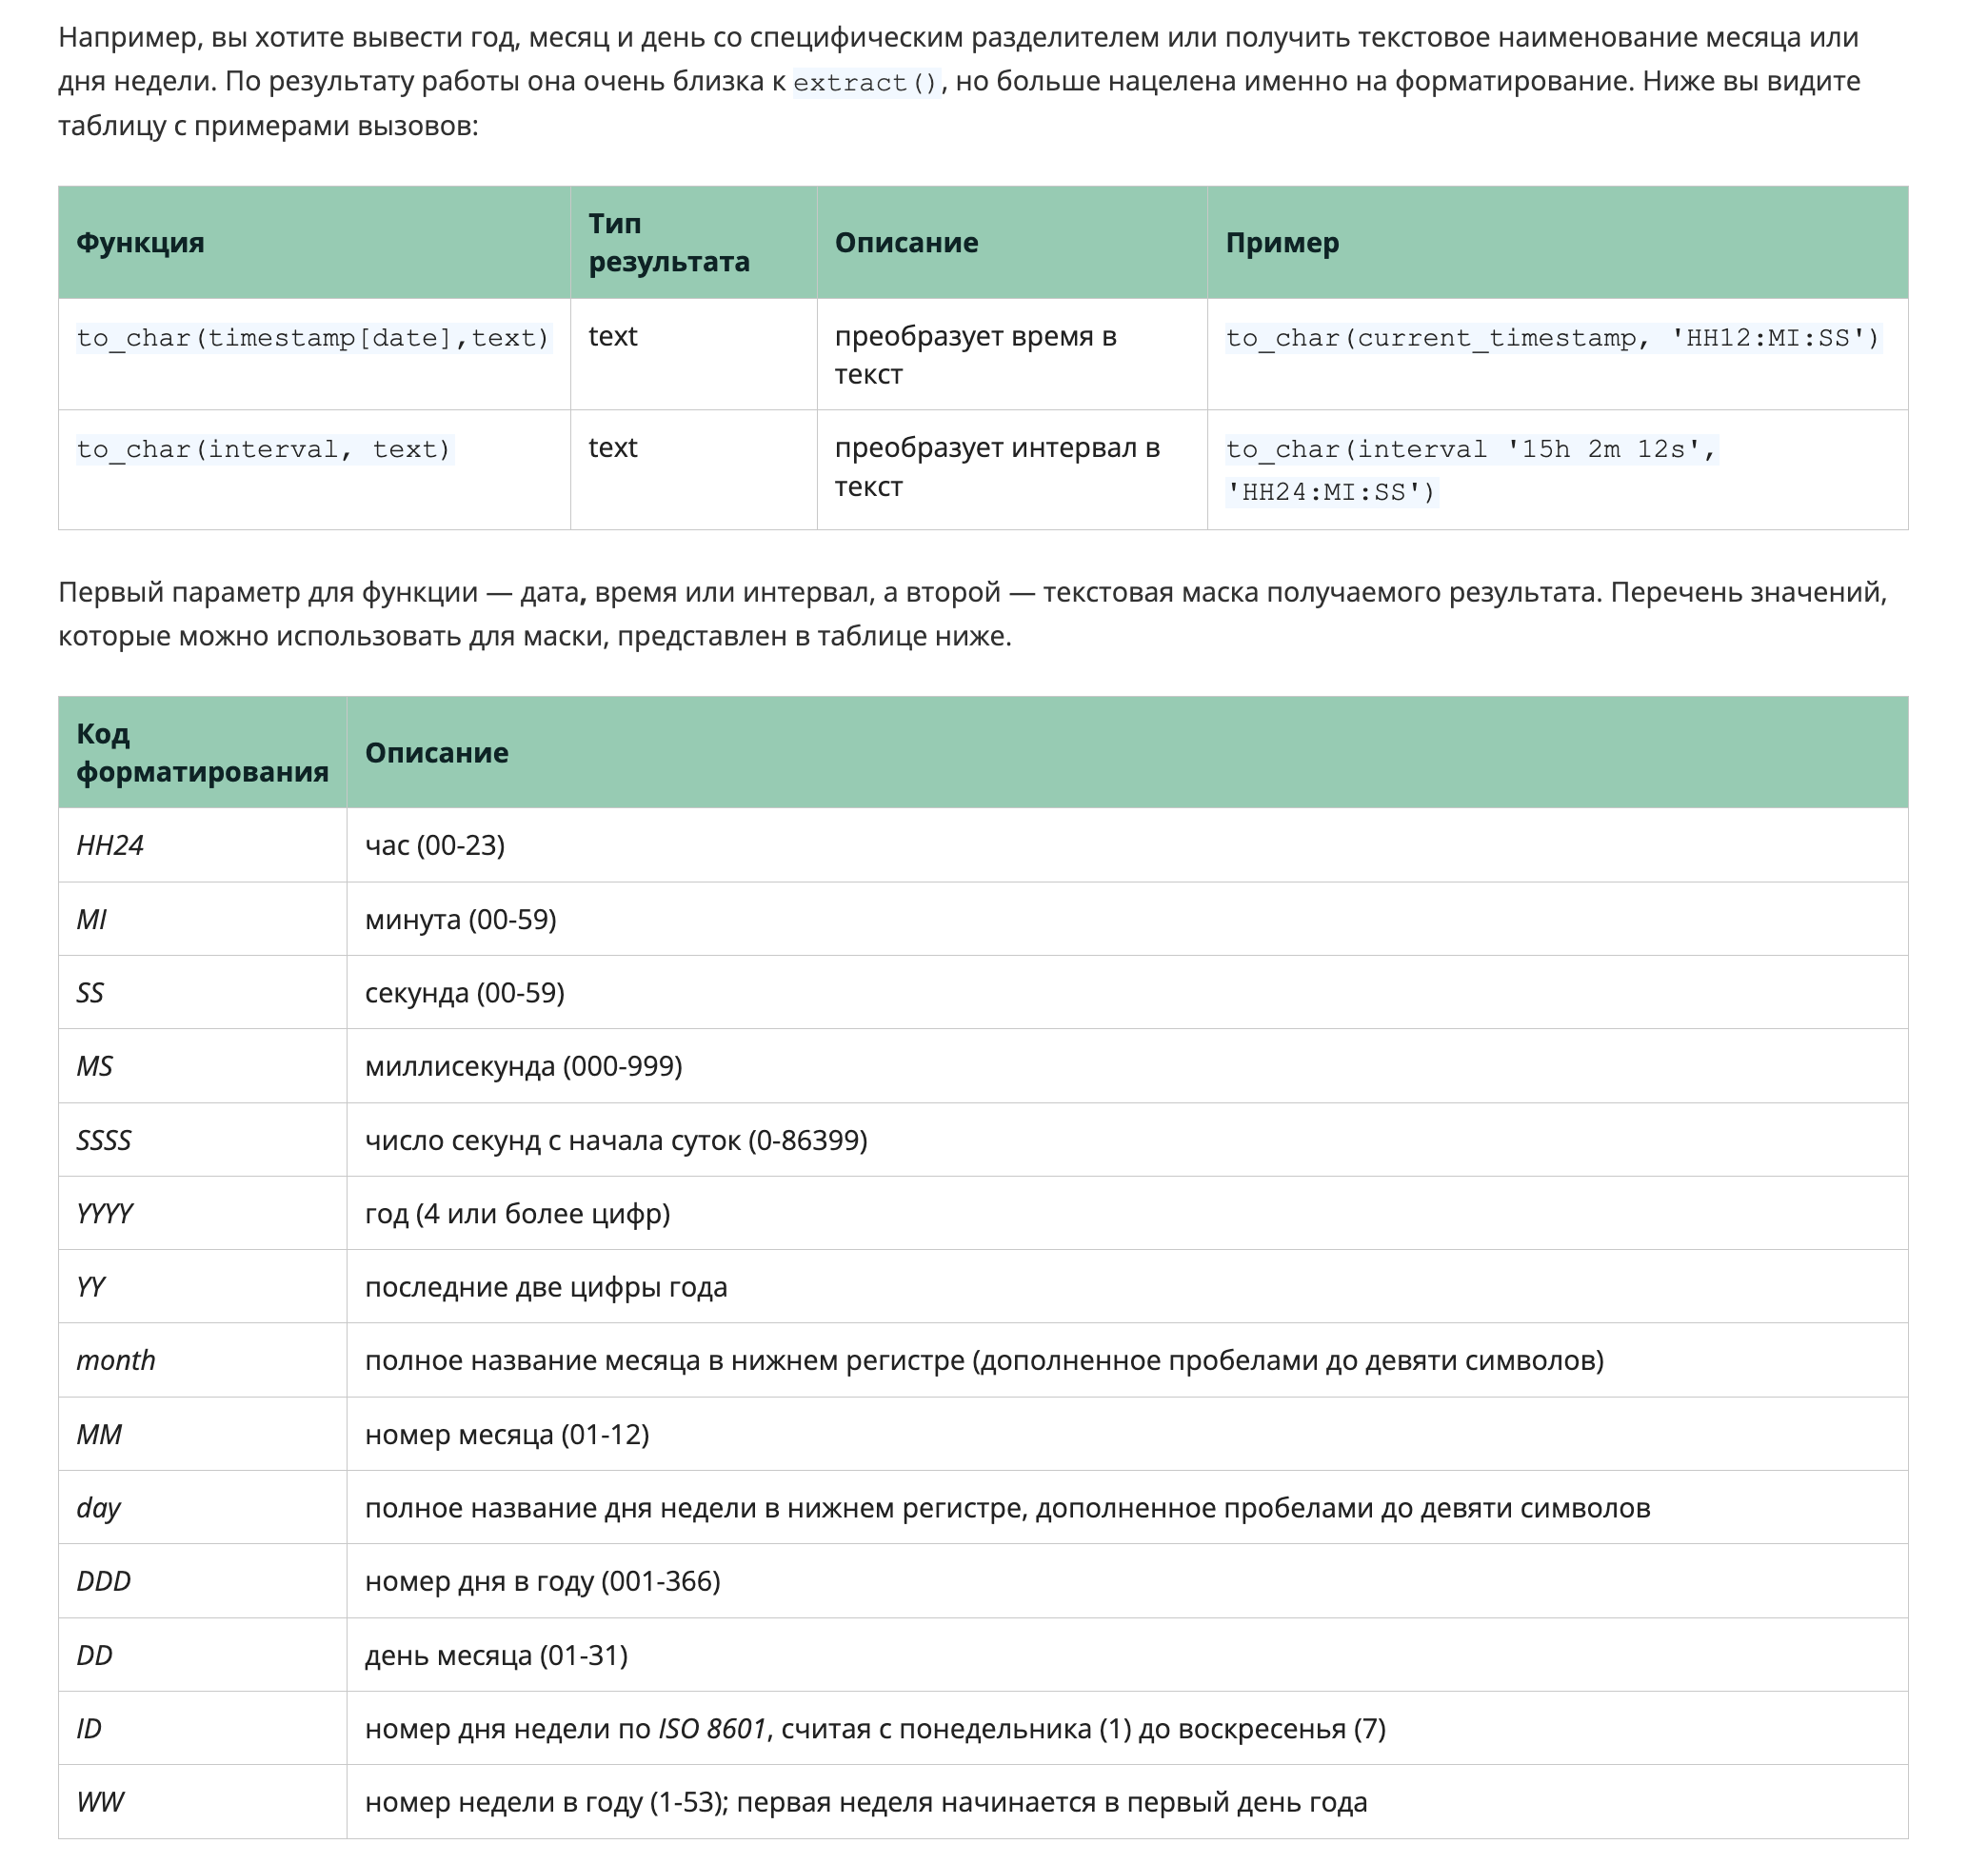 Например, вы хотите вывести год, месяц и день со специфическим разделителем или получить текстовое наименование месяца или
дня недели. По результату работы она очень близка к extract(), но больше нацелена именно на форматирование. Ниже вы видите
таблицу с примерами вызовов:
Функция
Тип
результата
Описание
Пример
to_char(timestamp[date],text)
text
преобразует время в
текст
to_char(current_timestamp, 'HH12:MI:SS')
to_char(interval, text)
text
преобразует интервал в
текст
to_char(interval '15h 2m 12s',
'HH24:MI:SS')
Первый параметр для функции — дата, время или интервал, а второй — текстовая маска получаемого результата. Перечень значений,
которые можно использовать для маски, представлен в таблице ниже.
Код
форматирования
Описание
HH24
час (00-23)
MI
минута (00-59)
SS
секунда (00-59)
MS
миллисекунда (000-999)
SSSS
число секунд с начала суток (0-86399)
YYYY
год (4 или более цифр)
YY
последние две цифры года
month
полное название месяца в нижнем регистре (дополненное пробелами до девяти символов)
MM
номер месяца (01-12)
day
полное название дня недели в нижнем регистре, дополненное пробелами до девяти символов
DDD
номер дня в году (001-366)
DD
день месяца (01-31)
ID
номер дня недели по ISO 8601, считая с понедельника (1) до воскресенья (7)
WW
номер недели в году (1-53); первая неделя начинается в первый день года